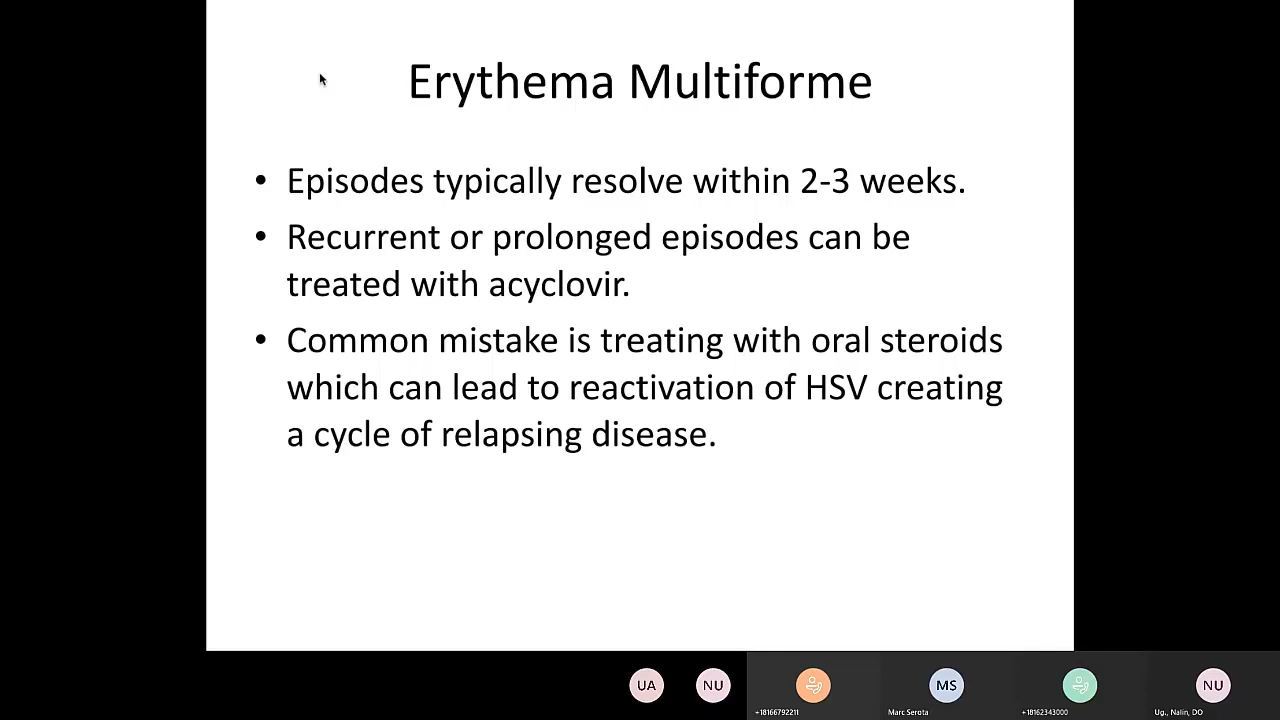 Erythema Multiforme
• Episodes typically resolve within 2-3 weeks.
• Recurrent or prolonged episodes can be
treated with acyclovir.
• Common mistake is treating with oral steroids
which can lead to reactivation of HSV creating
a cycle of relapsing disease.
UA
NU
MS
NU
+18166792211
Marc Serota
+18162343000
Ug., Nalin, DO